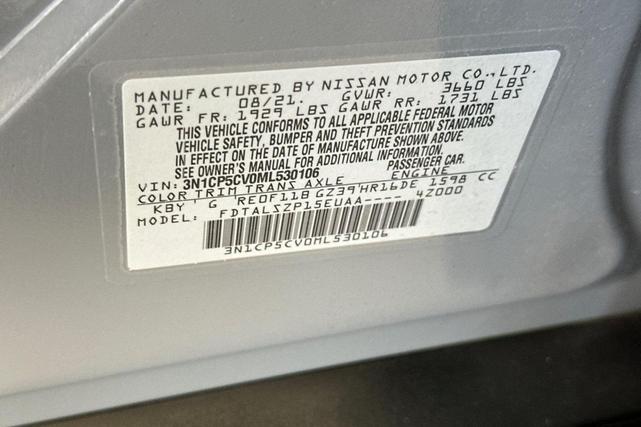 MANUFACTURED BY NISSAN MOTOR CO., LTD.
DATE: 08/21. GVWR: 3660 LBS
GAWR FR: 1929 LBS GAWR RR: 1731 LBS
THIS VEHICLE CONFORMS TO ALL APPLICABLE FEDERAL MOTOR
VEHICLE SAFETY, BUMPER AND THEFT PREVENTION STANDARDS
IN EFFECT ON THE DATE OF MANUFACTURE SHOWN ABOVE.
SEE OWNER'S MANUAL FOR ADDITIONAL INFORMATION.
VIN: 3N1CP5CV0ML530106 PASSENGER CAR.
COLOR TRIM TRANS AXLE ENGINE
KBY G RE0F11B GZ39 HR16DE 1598 CC
MODEL: FDTALSZP15EUAA---- 4Z000
3N1CP5CV0ML530106